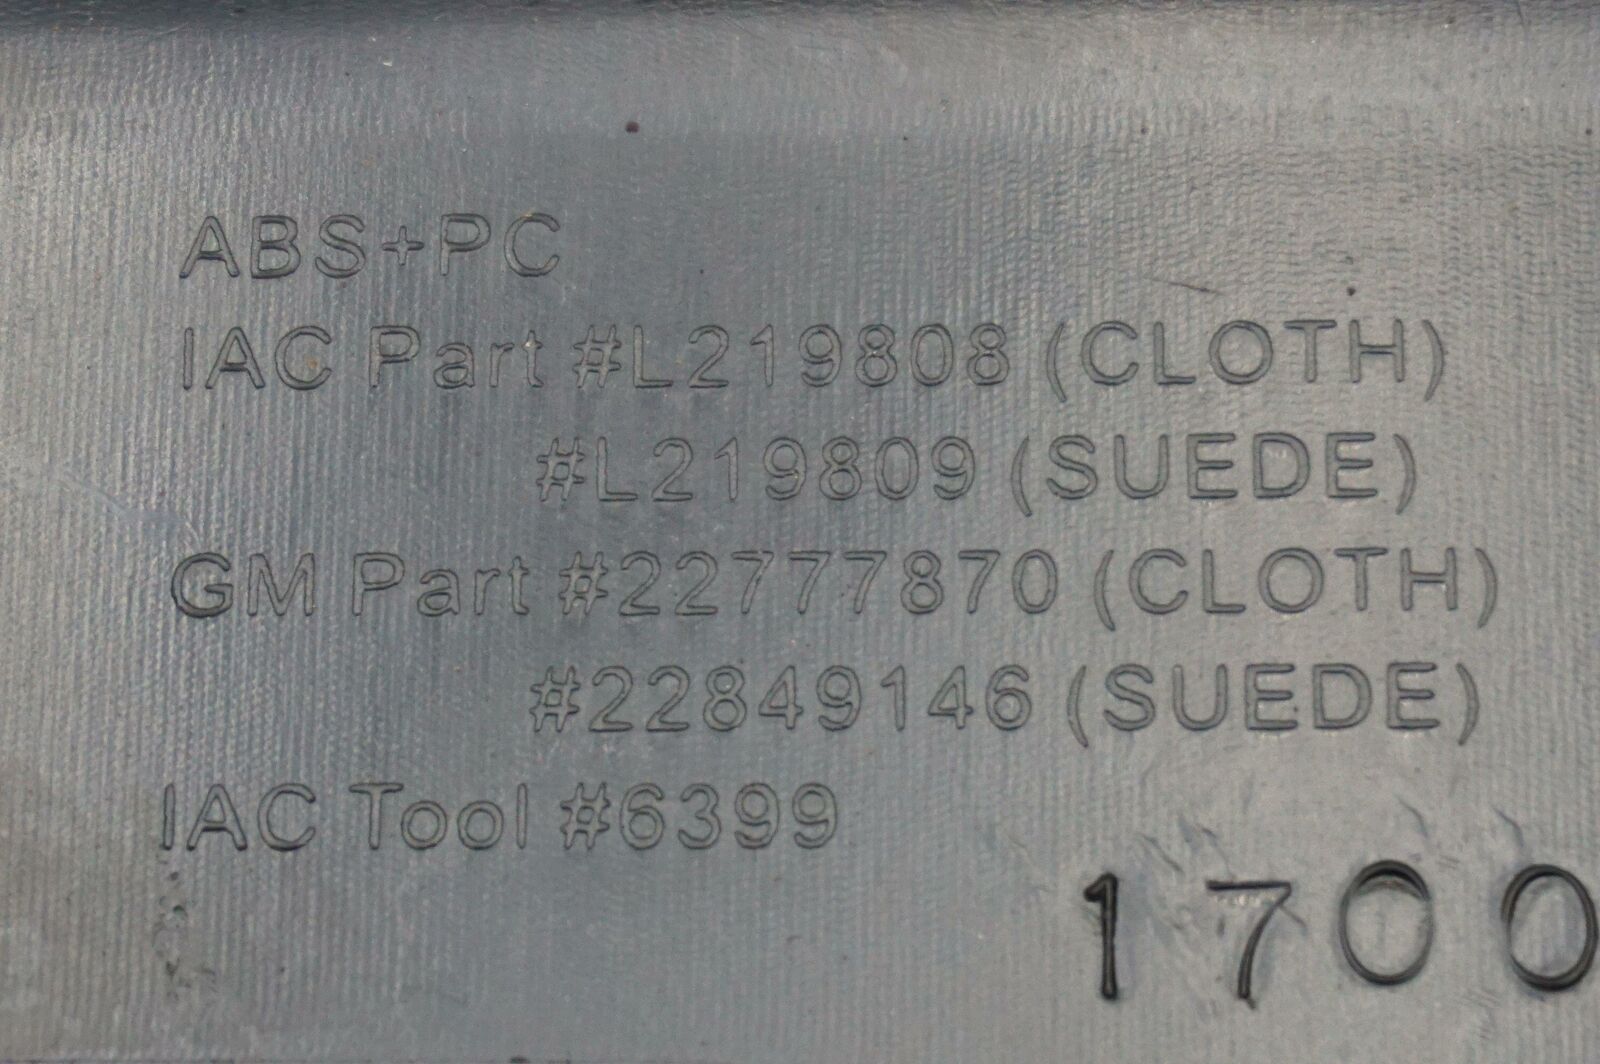 ABS+PC
IAC Part #L219808 (CLOTH)
#L219809 (SUEDE)
GM Part #22777870 (CLOTH)
#22849146 (SUEDE)
IAC Tool #6399
1700